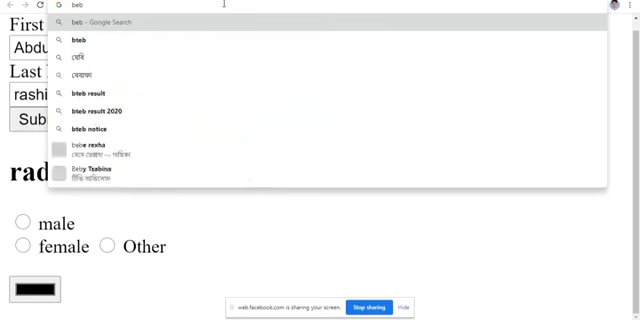 beb
First
beb - Google Search
Abdu
bteb
বেবি
Last
বেবাফা
rashi
bteb result
Sub
bteb result 2020
bteb notice
bebe rexha
rad
Beby Tsabina
male
female Other
web.facebook.com is sharing your screen. Stop sharing Hide